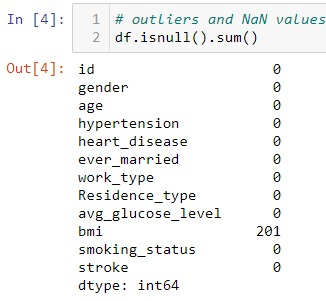 In [4]:
1 # outliers and NaN values
2 df.isnull().sum()
Out[4]: id 0
gender 0
age 0
hypertension 0
heart_disease 0
ever_married 0
work_type 0
Residence_type 0
avg_glucose_level 0
bmi 201
smoking_status 0
stroke 0
dtype: int64